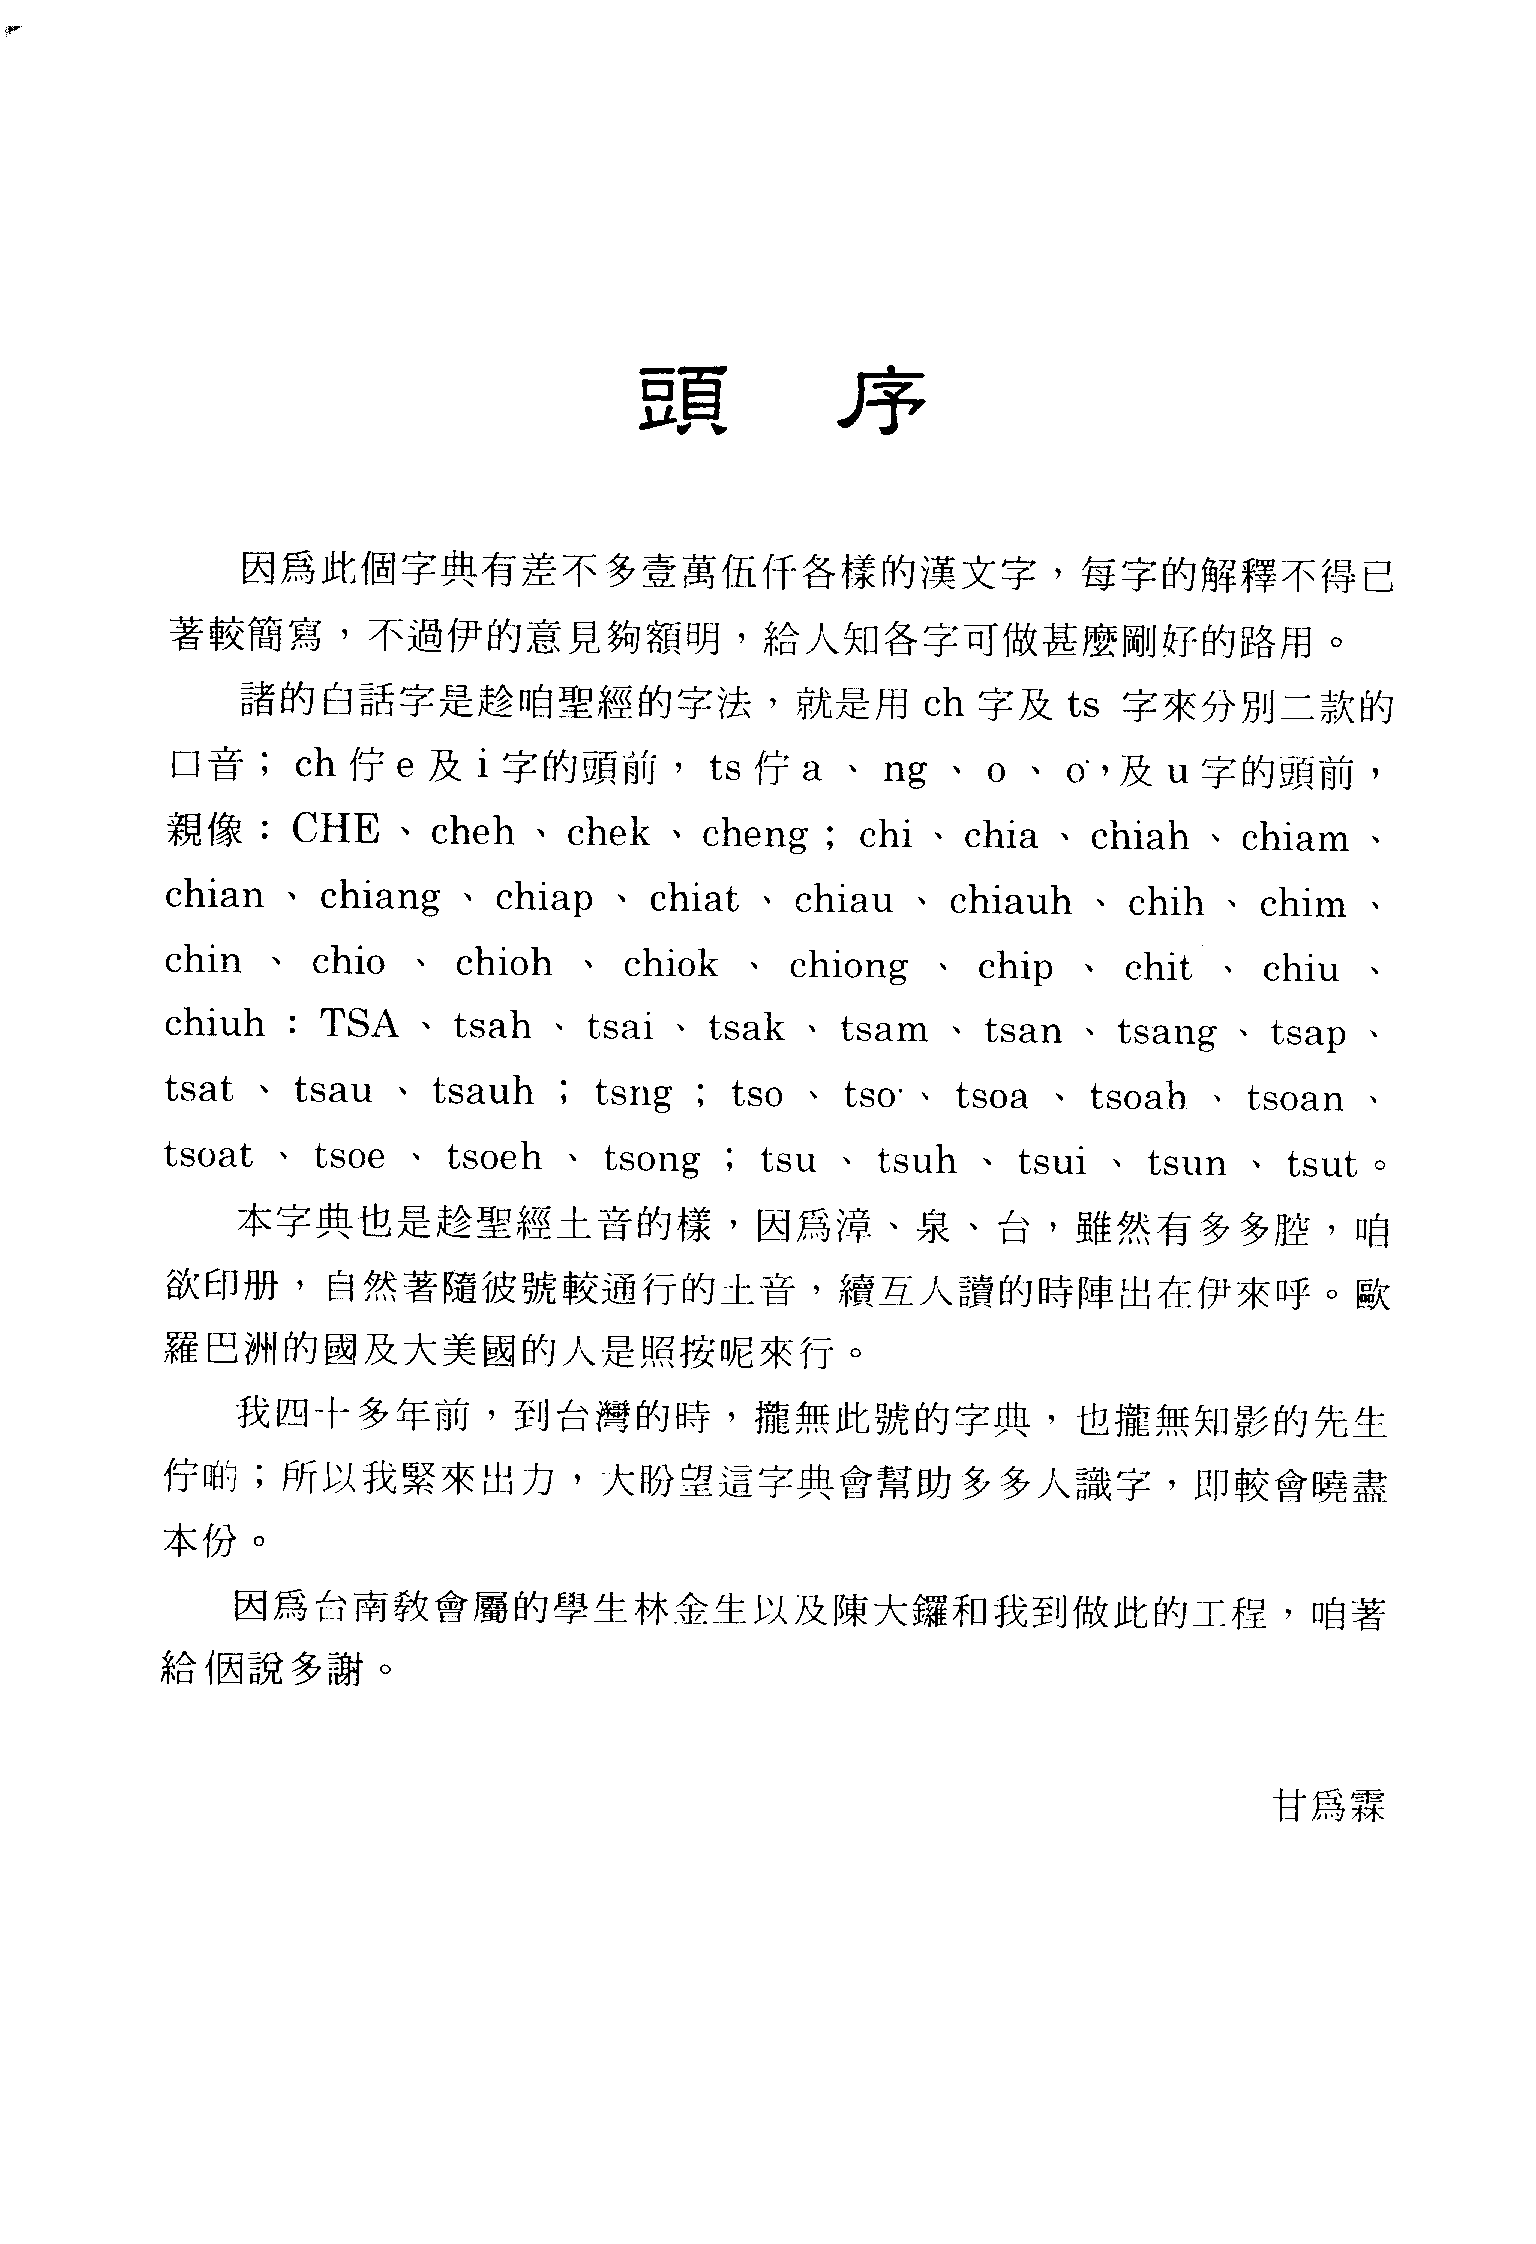 頭　序
因爲此個字典有差不多壹萬伍仟各樣的漢文字，每字的解釋不得已
著較簡寫，不過伊的意見夠額明，給人知各字可做甚麼剛好的路用。
諸的白話字是趁咱聖經的字法，就是用 ch 字及 ts 字來分別二款的
口音；ch 佇 e 及 i 字的頭前，ts 佇 a、ng、o、o͘，及 u 字的頭前，
親像：CHE、cheh、chek、cheng；chi、chia、chiah、chiam、
chian、chiang、chiap、chiat、chiau、chiauh、chih、chim、
chin、chio、chioh、chiok、chiong、chip、chit、chiu、
chiuh：TSA、tsah、tsai、tsak、tsam、tsan、tsang、tsap、
tsat、tsau、tsauh；tsng；tso、tso͘、tsoa、tsoah、tsoan、
tsoat、tsoe、tsoeh、tsong；tsu、tsuh、tsui、tsun、tsut。
本字典也是趁聖經土音的樣，因爲漳、泉、台，雖然有多多腔，咱
欲印册，自然著隨彼號較通行的土音，續互人讀的時陣出在伊來呼。歐
羅巴洲的國及大美國的人是照按呢來行。
我四十多年前，到台灣的時，攏無此號的字典，也攏無知影的先生
佇啲；所以我緊來出力，大盼望這字典會幫助多多人識字，即較會曉盡
本份。
因爲台南敎會屬的學生林金生以及陳大鑼和我到做此的工程，咱著
給𪜶說多謝。
甘爲霖